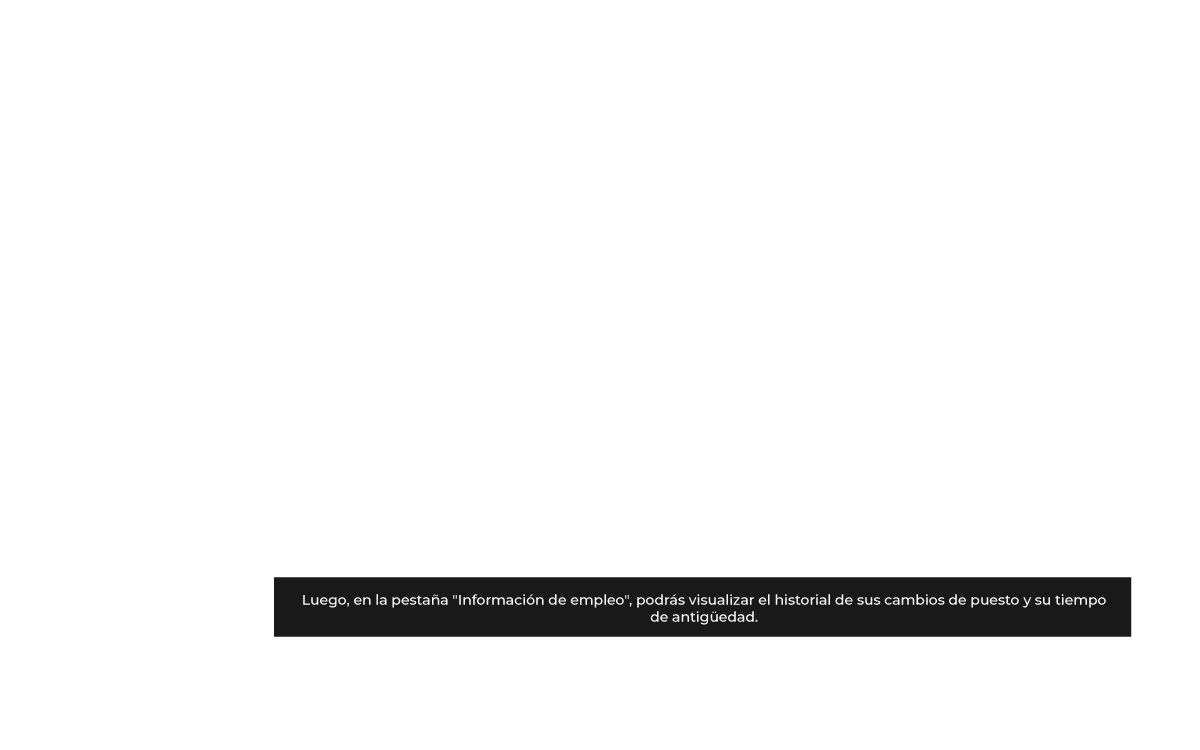 Luego, en la pestaña "Información de empleo", podrás visualizar el historial de sus cambios de puesto y su tiempo
de antigüedad.